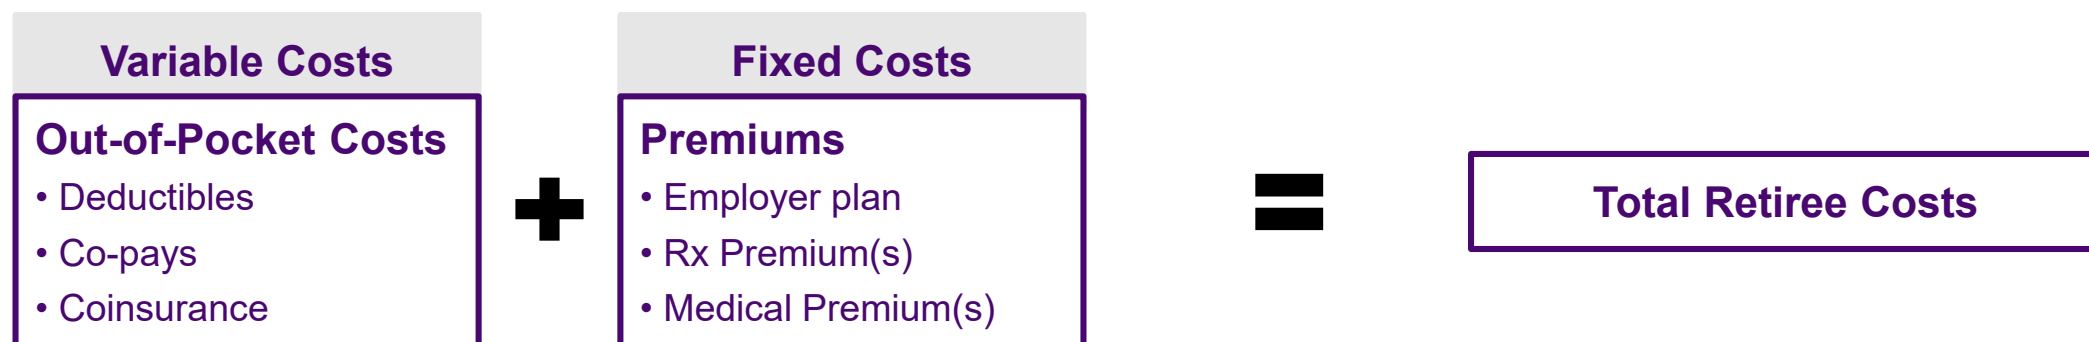 Variable Costs
Out-of-Pocket Costs
• Deductibles
• Co-pays
• Coinsurance
+
Fixed Costs
Premiums
• Employer plan
• Rx Premium(s)
• Medical Premium(s)
=
Total Retiree Costs